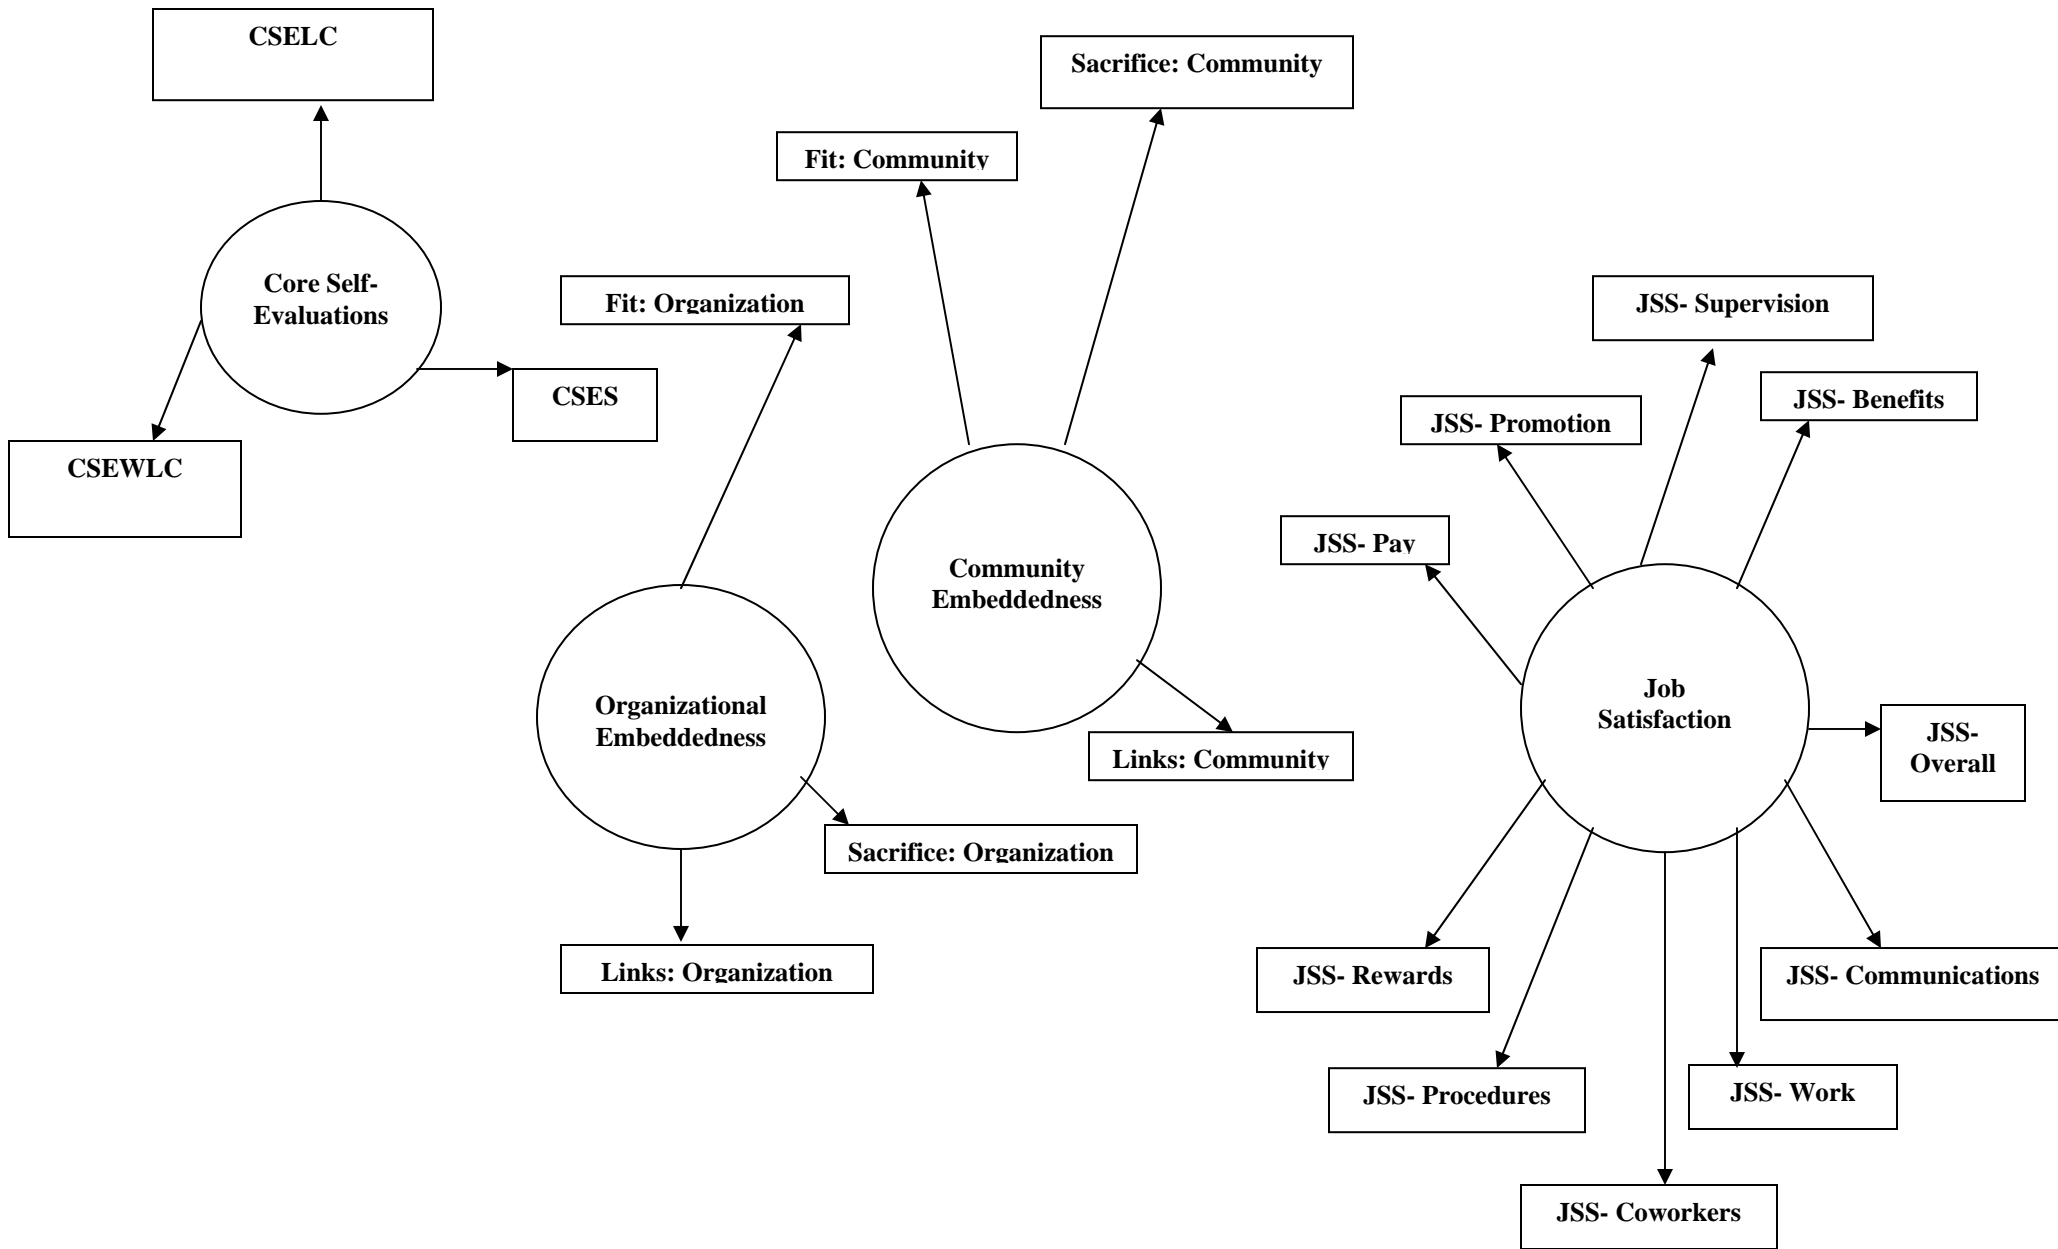 CSELC
Sacrifice: Community
Fit: Community
Core Self-
Evaluations
Fit: Organization
JSS- Supervision
CSES
JSS- Benefits
JSS- Promotion
CSEWLC
JSS- Pay
Community
Embeddedness
Organizational
Embeddedness
Job
Satisfaction
JSS-
Overall
Links: Community
Sacrifice: Organization
Links: Organization
JSS- Rewards
JSS- Communications
JSS- Procedures
JSS- Work
JSS- Coworkers